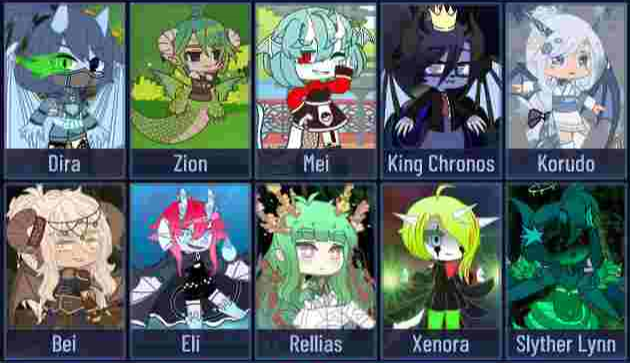 Dira
Zion
Mei
King Chronos
Korudo
Bei
Eli
Rellias
Xenora
Slyther Lynn